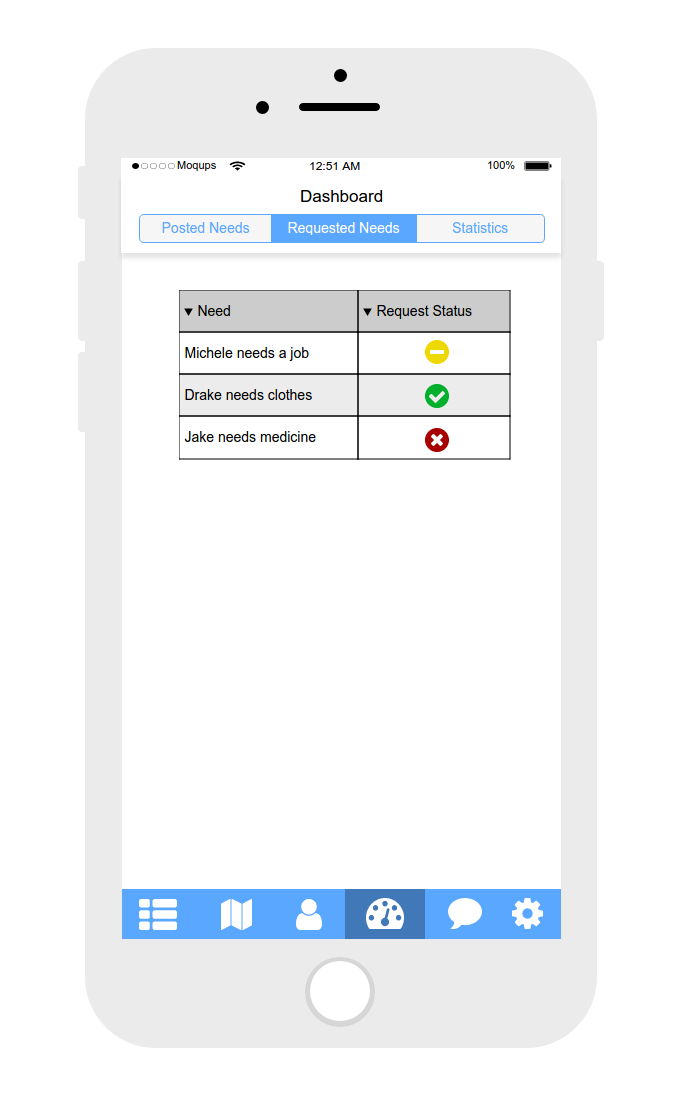 Moqups 12:51 AM 100%
Dashboard
Posted Needs Requested Needs Statistics
Need Request Status
Michele needs a job
Drake needs clothes
Jake needs medicine